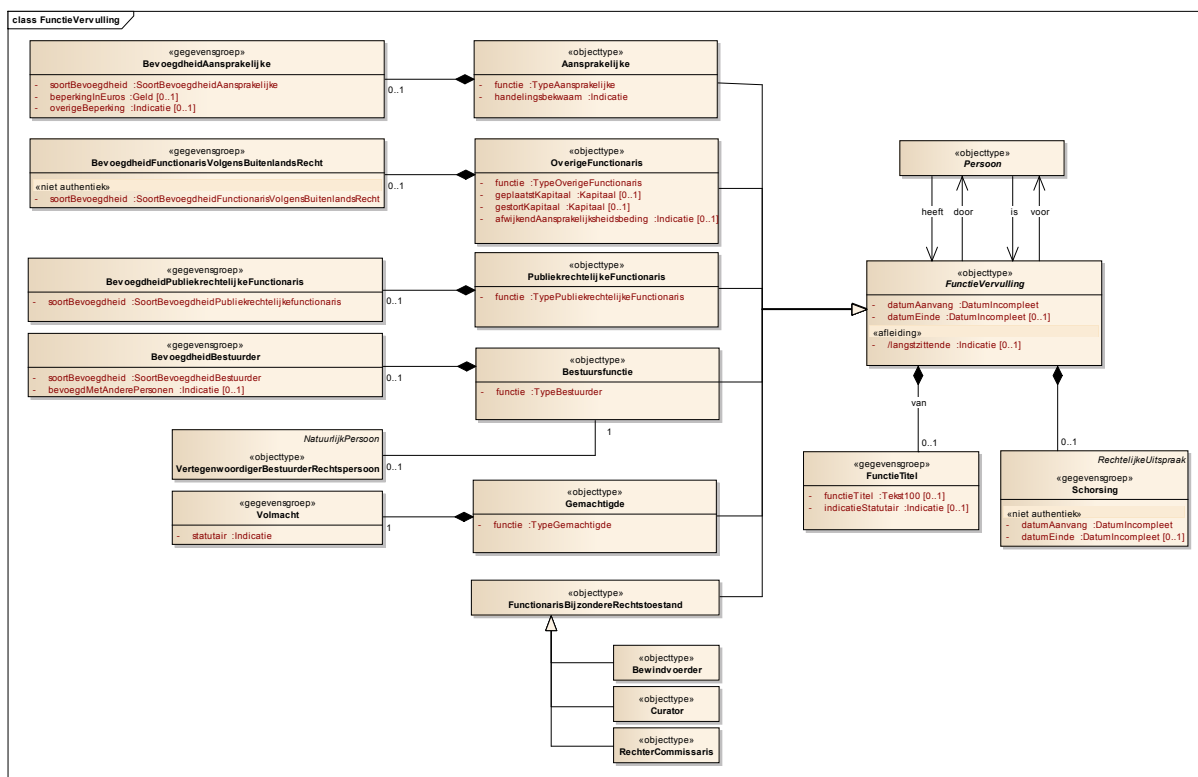 class FunctieVervulling
«gegevensgroep»
BevoegdheidAansprakelijke
- soortBevoegdheid :SoortBevoegdheidAansprakelijke
- beperkingInEuros :Geld [0..1]
- overigeBeperking :Indicatie [0..1]
0..1
«objecttype»
Aansprakelijke
- functie :TypeAansprakelijke
- handelingsbekwaam :Indicatie
«gegevensgroep»
BevoegdheidFunctionarisVolgensBuitenlandsRecht
«niet authentiek»
- soortBevoegdheid :SoortBevoegdheidFunctionarisVolgensBuitenlandsRecht
0..1
«objecttype»
OverigeFunctionaris
- functie :TypeOverigeFunctionaris
- geplaatstKapitaal :Kapitaal [0..1]
- gestortKapitaal :Kapitaal [0..1]
- afwijkendAansprakelijksheidsbeding :Indicatie [0..1]
«objecttype»
Persoon
heeft
door
is
voor
«gegevensgroep»
BevoegdheidPubliekrechtelijkeFunctionaris
- soortBevoegdheid :SoortBevoegdheidPubliekrechtelijkefunctionaris
0..1
«objecttype»
PubliekrechtelijkeFunctionaris
- functie :TypePubliekrechtelijkeFunctionaris
«objecttype»
FunctieVervulling
- datumAanvang :DatumIncompleet
- datumEinde :DatumIncompleet [0..1]
«afleiding»
- /langstzittende :Indicatie [0..1]
«gegevensgroep»
BevoegdheidBestuurder
- soortBevoegdheid :SoortBevoegdheidBestuurder
- bevoegdMetAnderePersonen :Indicatie [0..1]
0..1
«objecttype»
Bestuursfunctie
- functie :TypeBestuurder
1
van
0..1
0..1
NatuurlijkPersoon
«objecttype»
VertegenwoordigerBestuurderRechtspersoon
0..1
«gegevensgroep»
FunctieTitel
- functieTitel :Tekst100 [0..1]
- indicatieStatutair :Indicatie [0..1]
RechtelijkeUitspraak
«gegevensgroep»
Schorsing
«niet authentiek»
- datumAanvang :DatumIncompleet
- datumEinde :DatumIncompleet [0..1]
«gegevensgroep»
Volmacht
- statutair :Indicatie
1
«objecttype»
Gemachtigde
- functie :TypeGemachtigde
«objecttype»
FunctionarisBijzondereRechtstoestand
«objecttype»
Bewindvoerder
«objecttype»
Curator
«objecttype»
RechterCommissaris